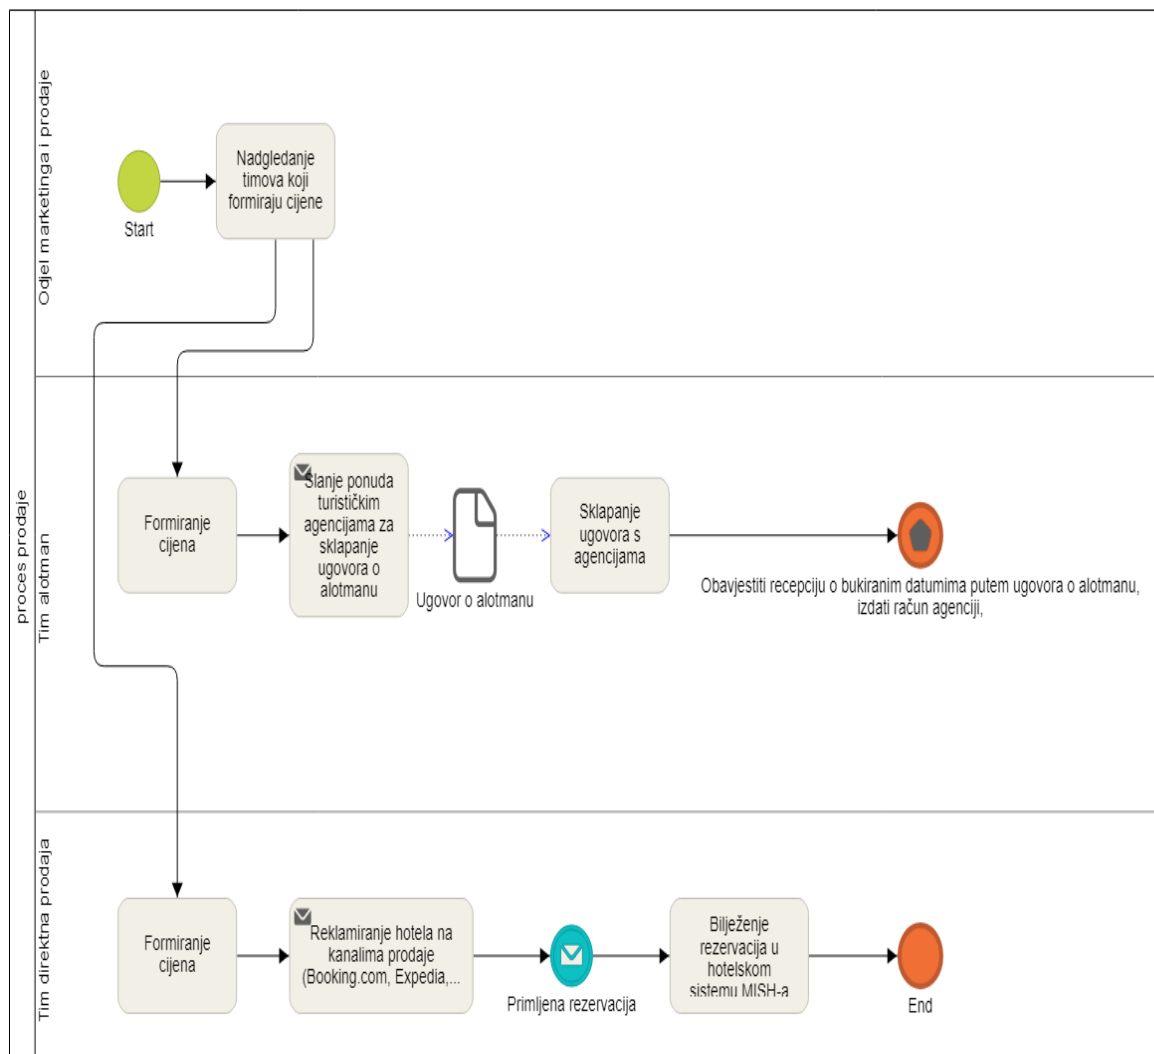 proces prodaje
Odjel marketinga i prodaje
Start
Nadgledanje
timova koji
formiraju cijene
Tim alotman
Formiranje
cijena
Slanje ponuda
turističkim
agencijama za
sklapanje
ugovora o
alotmanu
Ugovor o alotmanu
Sklapanje
ugovora s
agencijama
Obavjestiti recepciju o bukiranim datumima putem ugovora o alotmanu,
izdati račun agenciji,
Tim direktna prodaja
Formiranje
cijena
Reklamiranje hotela na
kanalima prodaje
(Booking.com, Expedia,...
Primljena rezervacija
Bilježenje
rezervacija u
hotelskom
sistemu MISH-a
End